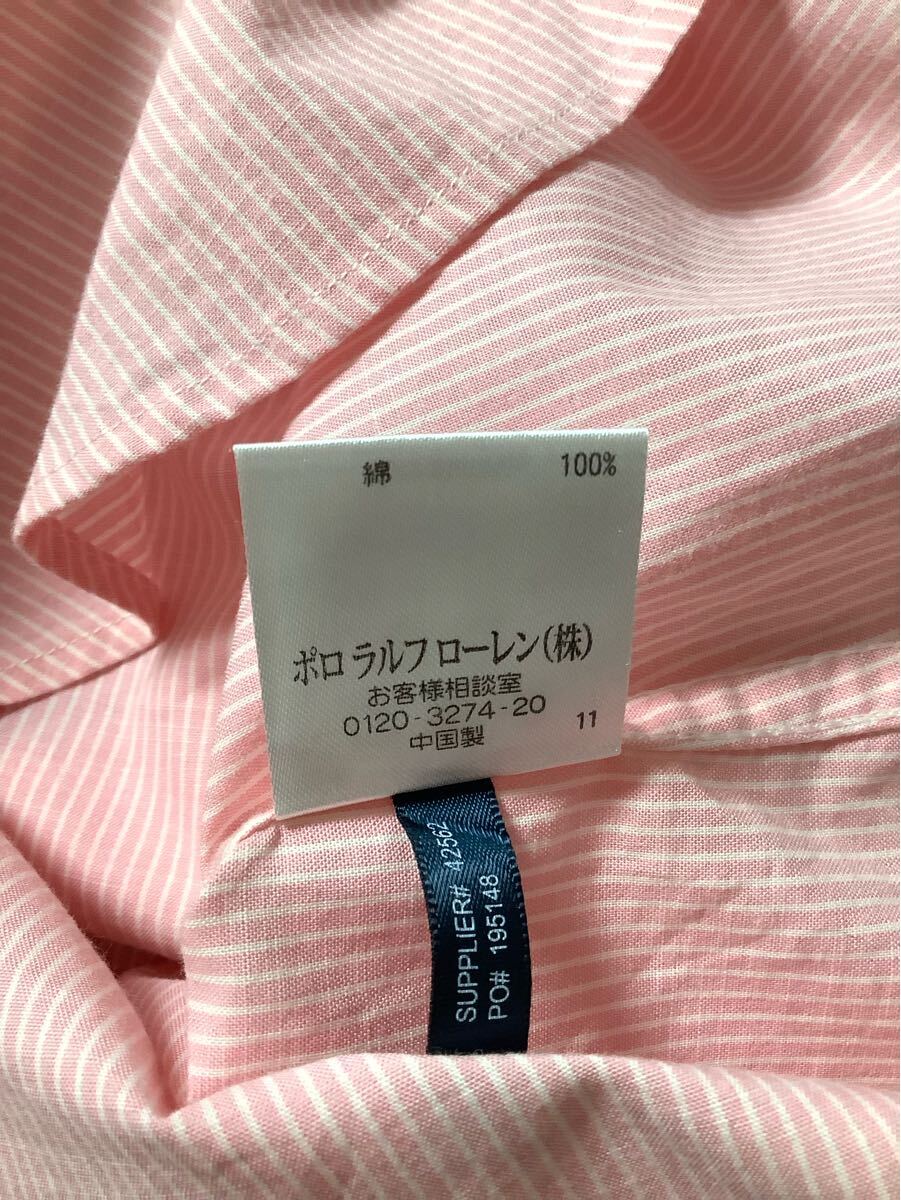 綿 100%
ポロ ラルフ ローレン(株)
お客様相談室
0120-3274-20
中国製 11
SUPPLIER# 42562
PO# 195148